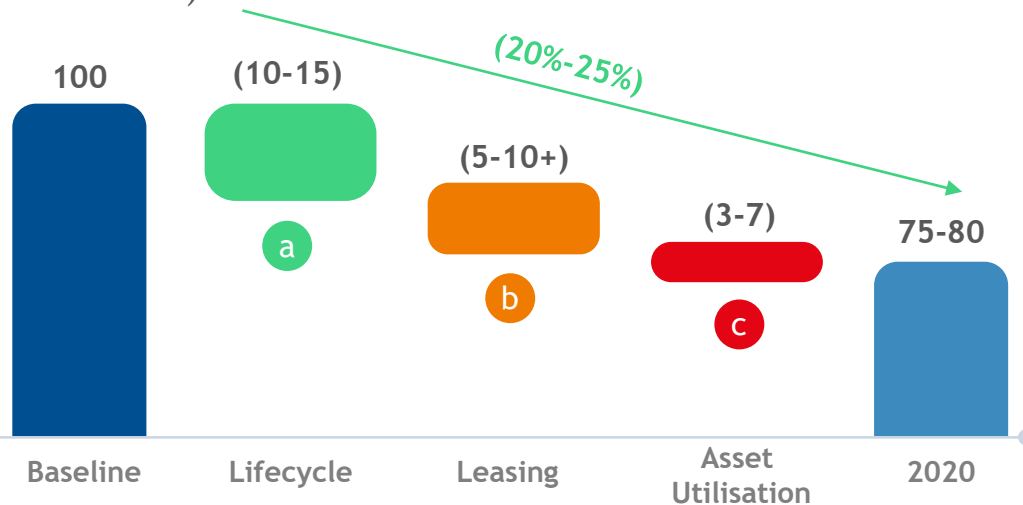 (20%-25%)
100
(10-15)
(5-10+)
(3-7)
75-80
a
b
c
Baseline
Lifecycle
Leasing
Asset
Utilisation
2020